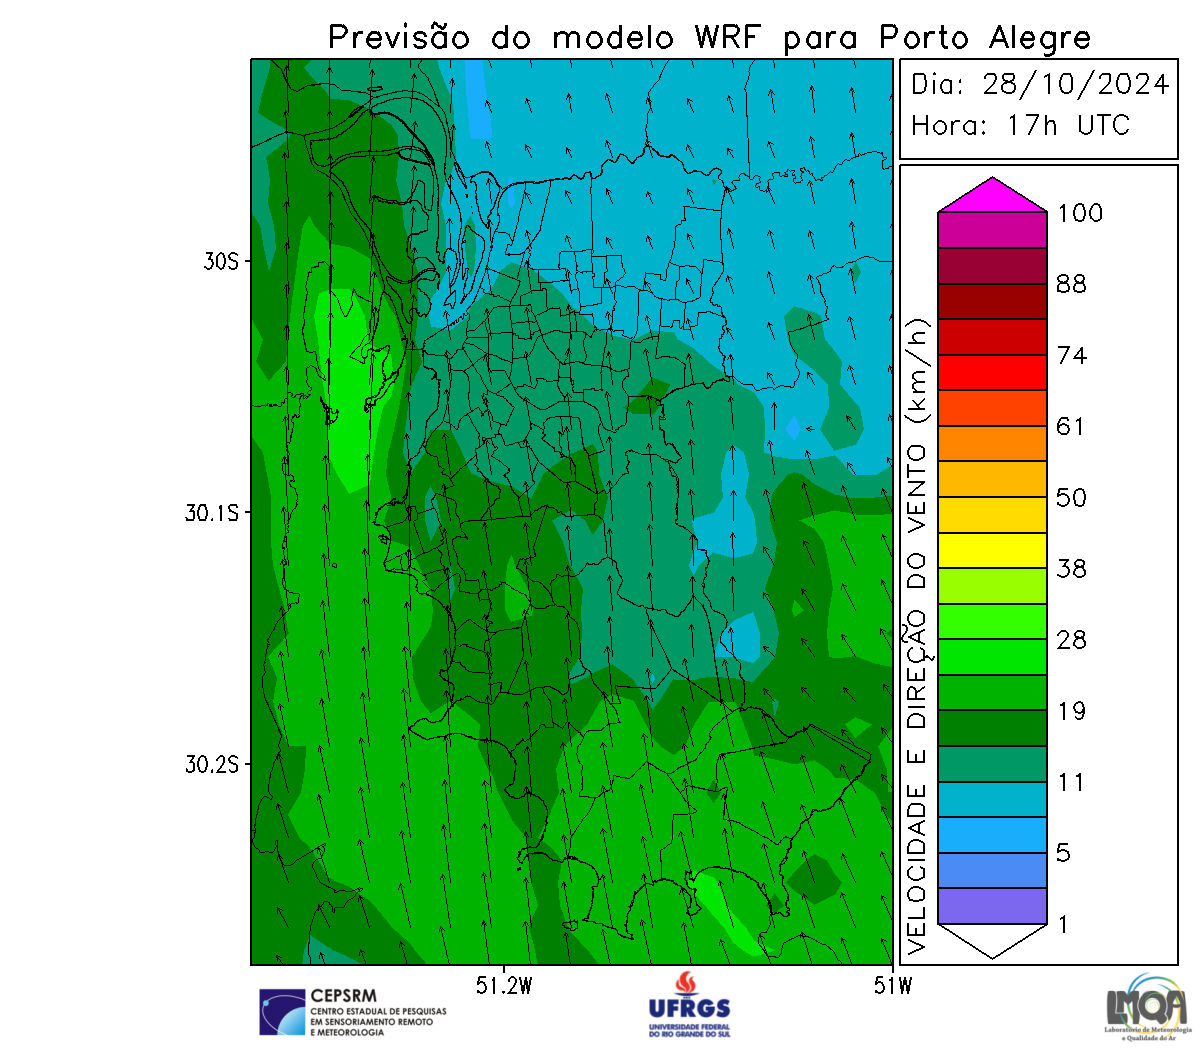 Previsão do modelo WRF para Porto Alegre
Dia: 28/10/2024
Hora: 17h UTC
30S
30.1S
30.2S
51.2W
51W
VELOCIDADE E DIREÇÃO DO VENTO (km/h)
100
88
74
61
50
38
28
19
11
5
1
CEPSRM
CENTRO ESTADUAL DE PESQUISAS
EM SENSORIAMENTO REMOTO
E METEOROLOGIA
UFRGS
UNIVERSIDADE FEDERAL
DO RIO GRANDE DO SUL
LMQA
Laboratório de Meteorologia
e Qualidade do Ar